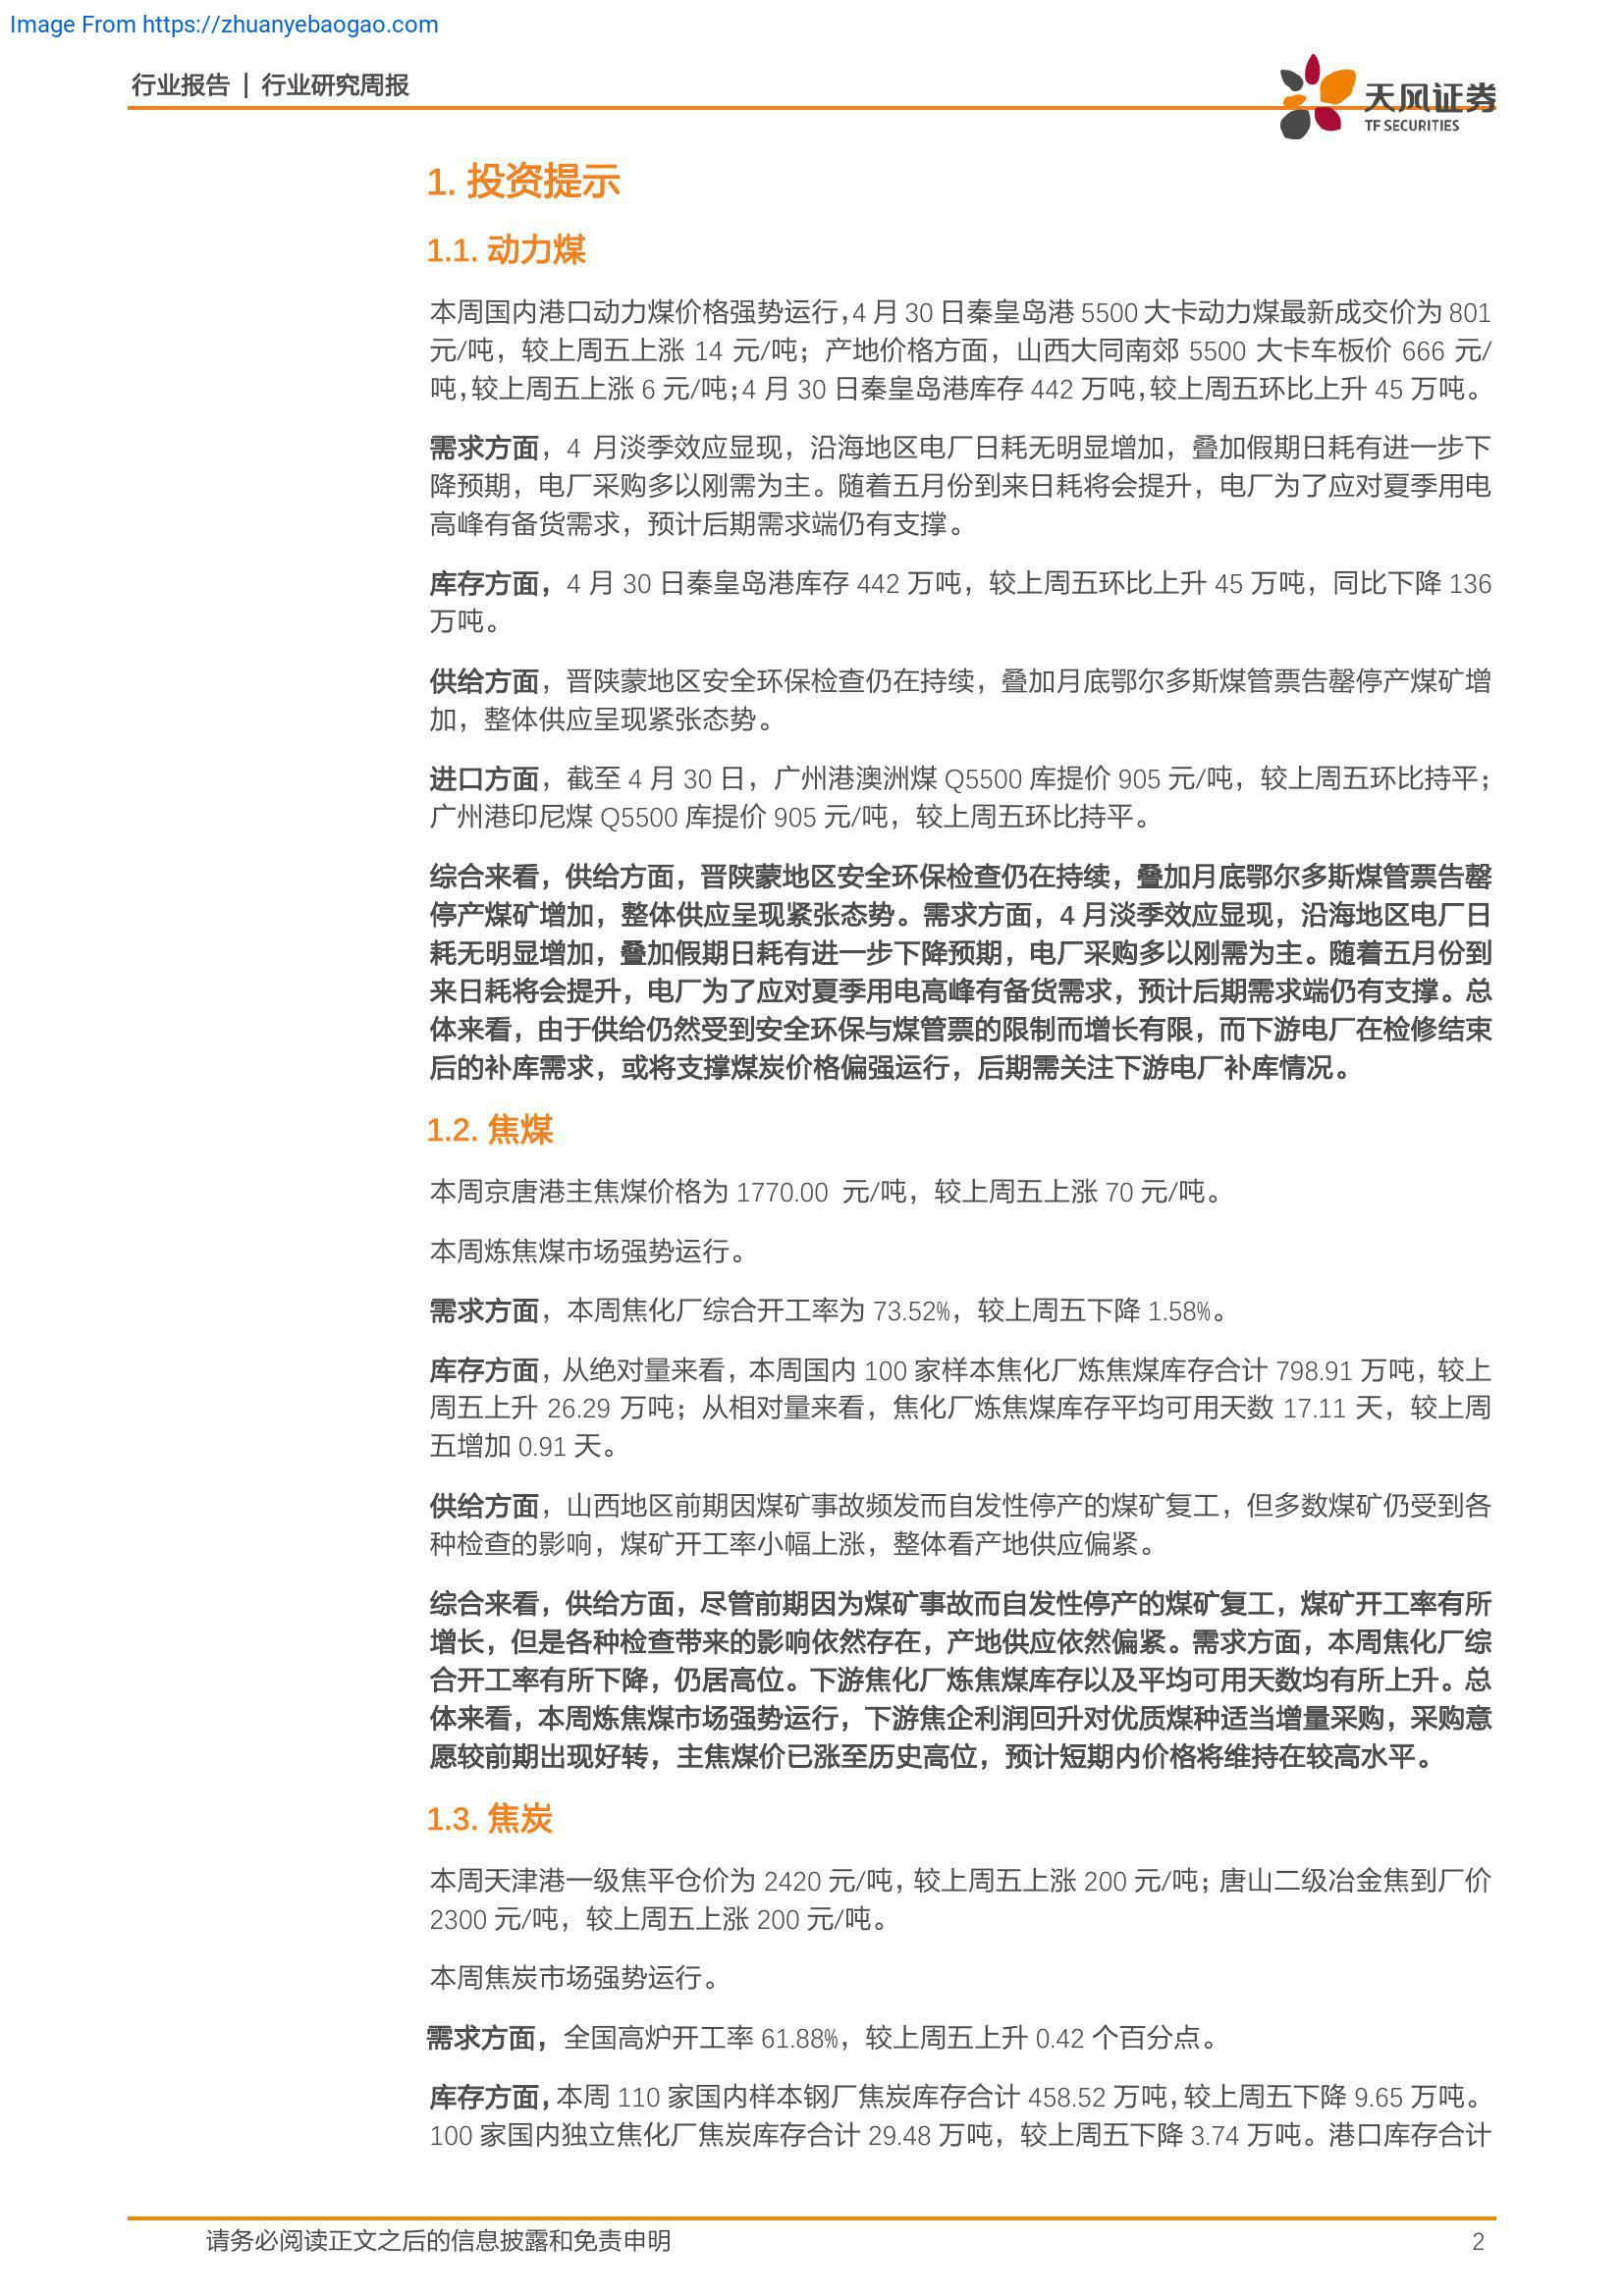 Image From https://zhuanyebaogao.com
行业报告 | 行业研究周报
天风证券
TF SECURITIES
1. 投资提示
1.1. 动力煤
本周国内港口动力煤价格强势运行，4 月 30 日秦皇岛港 5500 大卡动力煤最新成交价为 801
元/吨，较上周五上涨 14 元/吨；产地价格方面，山西大同南郊 5500 大卡车板价 666 元/
吨，较上周五上涨 6 元/吨；4 月 30 日秦皇岛港库存 442 万吨，较上周五环比上升 45 万吨。
需求方面，4 月淡季效应显现，沿海地区电厂日耗无明显增加，叠加假期日耗有进一步下
降预期，电厂采购多以刚需为主。随着五月份到来日耗将会提升，电厂为了应对夏季用电
高峰有备货需求，预计后期需求端仍有支撑。
库存方面，4 月 30 日秦皇岛港库存 442 万吨，较上周五环比上升 45 万吨，同比下降 136
万吨。
供给方面，晋陕蒙地区安全环保检查仍在持续，叠加月底鄂尔多斯煤管票告罄停产煤矿增
加，整体供应呈现紧张态势。
进口方面，截至 4 月 30 日，广州港澳洲煤 Q5500 库提价 905 元/吨，较上周五环比持平；
广州港印尼煤 Q5500 库提价 905 元/吨，较上周五环比持平。
综合来看，供给方面，晋陕蒙地区安全环保检查仍在持续，叠加月底鄂尔多斯煤管票告罄
停产煤矿增加，整体供应呈现紧张态势。需求方面，4 月淡季效应显现，沿海地区电厂日
耗无明显增加，叠加假期日耗有进一步下降预期，电厂采购多以刚需为主。随着五月份到
来日耗将会提升，电厂为了应对夏季用电高峰有备货需求，预计后期需求端仍有支撑。总
体来看，由于供给仍然受到安全环保与煤管票的限制而增长有限，而下游电厂在检修结束
后的补库需求，或将支撑煤炭价格偏强运行，后期需关注下游电厂补库情况。
1.2. 焦煤
本周京唐港主焦煤价格为 1770.00 元/吨，较上周五上涨 70 元/吨。
本周炼焦煤市场强势运行。
需求方面，本周焦化厂综合开工率为 73.52%，较上周五下降 1.58%。
库存方面，从绝对量来看，本周国内 100 家样本焦化厂炼焦煤库存合计 798.91 万吨，较上
周五上升 26.29 万吨；从相对量来看，焦化厂炼焦煤库存平均可用天数 17.11 天，较上周
五增加 0.91 天。
供给方面，山西地区前期因煤矿事故频发而自发性停产的煤矿复工，但多数煤矿仍受到各
种检查的影响，煤矿开工率小幅上涨，整体看产地供应偏紧。
综合来看，供给方面，尽管前期因为煤矿事故而自发性停产的煤矿复工，煤矿开工率有所
增长，但是各种检查带来的影响依然存在，产地供应依然偏紧。需求方面，本周焦化厂综
合开工率有所下降，仍居高位。下游焦化厂炼焦煤库存以及平均可用天数均有所上升。总
体来看，本周炼焦煤市场强势运行，下游焦企利润回升对优质煤种适当增量采购，采购意
愿较前期出现好转，主焦煤价已涨至历史高位，预计短期内价格将维持在较高水平。
1.3. 焦炭
本周天津港一级焦平仓价为 2420 元/吨，较上周五上涨 200 元/吨；唐山二级冶金焦到厂价
2300 元/吨，较上周五上涨 200 元/吨。
本周焦炭市场强势运行。
需求方面，全国高炉开工率 61.88%，较上周五上升 0.42 个百分点。
库存方面，本周 110 家国内样本钢厂焦炭库存合计 458.52 万吨，较上周五下降 9.65 万吨。
100 家国内独立焦化厂焦炭库存合计 29.48 万吨，较上周五下降 3.74 万吨。港口库存合计
请务必阅读正文之后的信息披露和免责申明
2